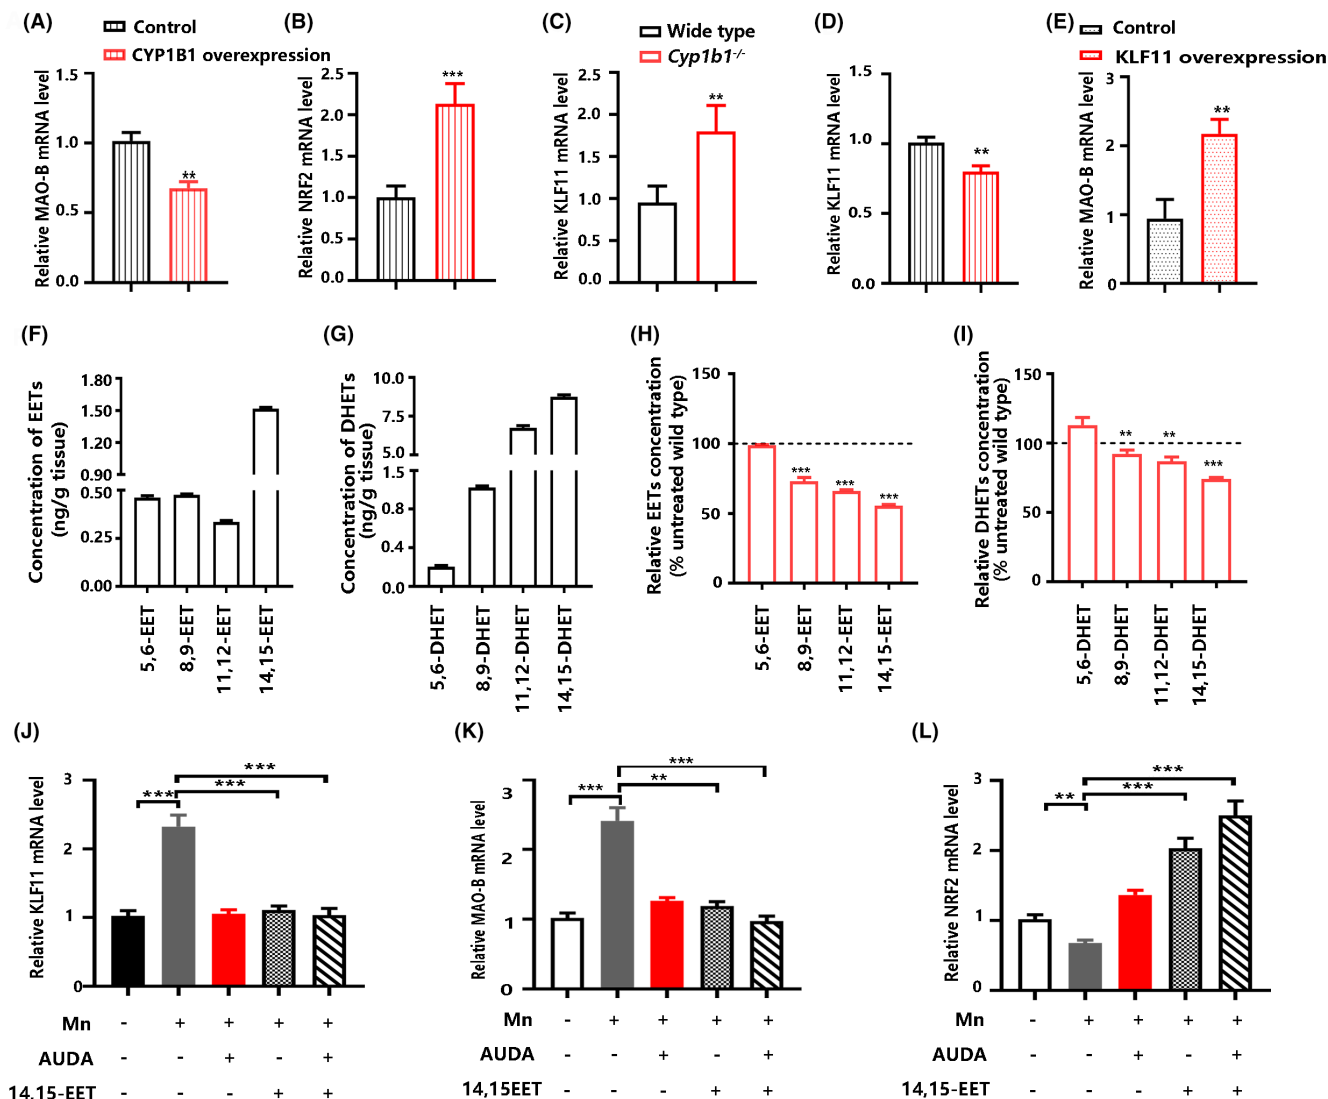 (A)
Control
CYP1B1 overexpression
Relative MAO-B mRNA level
1.5
1.0
0.5
0.0
**
(B)
Relative NRF2 mRNA level
2.5
2.0
1.5
1.0
0.5
0.0
***
(C)
Wide type
Cyp1b1-/-
Relative KLF11 mRNA level
2.5
2.0
1.5
1.0
0.5
0.0
**
(D)
Relative KLF11 mRNA level
1.5
1.0
0.5
0.0
**
(E)
Control
KLF11 overexpression
Relative MAO-B mRNA level
3
2
1
0
**
(F)
Concentration of EETs
(ng/g tissue)
1.80
1.50
1.20
0.90
0.50
0.25
0.00
5,6-EET
8,9-EET
11,12-EET
14,15-EET
(G)
Concentration of DHETs
(ng/g tissue)
10.0
7.5
5.0
1.5
0.8
0.4
0.0
5,6-DHET
8,9-DHET
11,12-DHET
14,15-DHET
(H)
Relative EETs concentration
(% untreated wild type)
150
100
50
0
***
***
***
5,6-EET
8,9-EET
11,12-EET
14,15-EET
(I)
Relative DHETs concentration
(% untreated wild type)
150
100
50
0
**
**
***
5,6-DHET
8,9-DHET
11,12-DHET
14,15-DHET
(J)
Relative KLF11 mRNA level
3
2
1
0
***
***
***
Mn - + + + +
AUDA - - + - +
14,15-EET - - - + +
(K)
Relative MAO-B mRNA level
3
2
1
0
***
**
***
Mn - + + + +
AUDA - - + - +
14,15EET - - - + +
(L)
Relative NRF2 mRNA level
3
2
1
0
**
***
***
Mn - + + + +
AUDA - - + - +
14,15-EET - - - + +